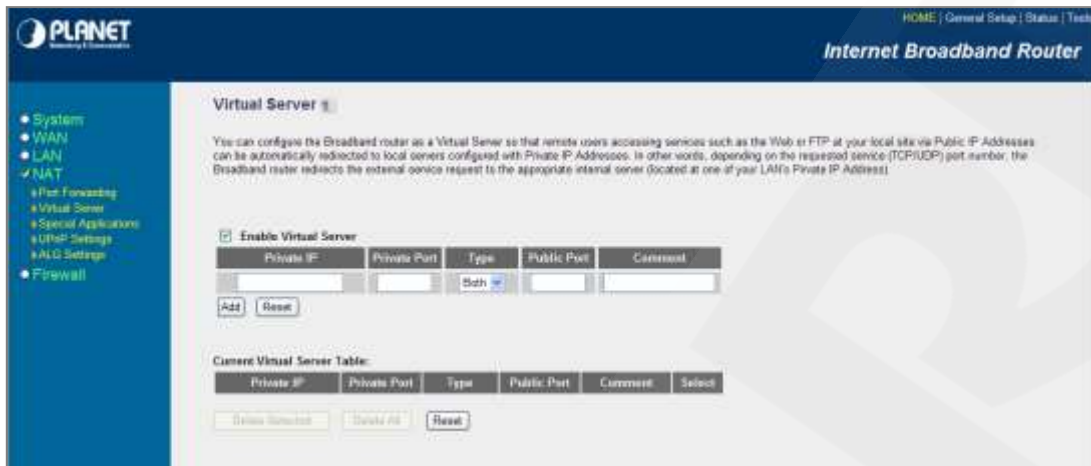 PLANET
Networking & Communication
HOME | General Setup | Status |
Internet Broadband Router
System
WAN
LAN
NAT
Port Forwarding
Virtual Server
Special Applications
UPnP Settings
ALG Settings
Firewall
Virtual Server
You can configure the Broadband router as a Virtual Server so that remote users accessing services such as the Web or FTP at your local site via Public IP Addresses
can be automatically redirected to local servers configured with Private IP Addresses. In other words, depending on the requested service (TCP/UDP) port number, the
Broadband router redirects the external service request to the appropriate internal server (located at one of your LAN's Private IP Address)
Enable Virtual Server
Private IP Private Port Type Public Port Comment
Both
Add Reset
Current Virtual Server Table:
Private IP Private Port Type Public Port Comment Select
Delete Selected Delete All Reset